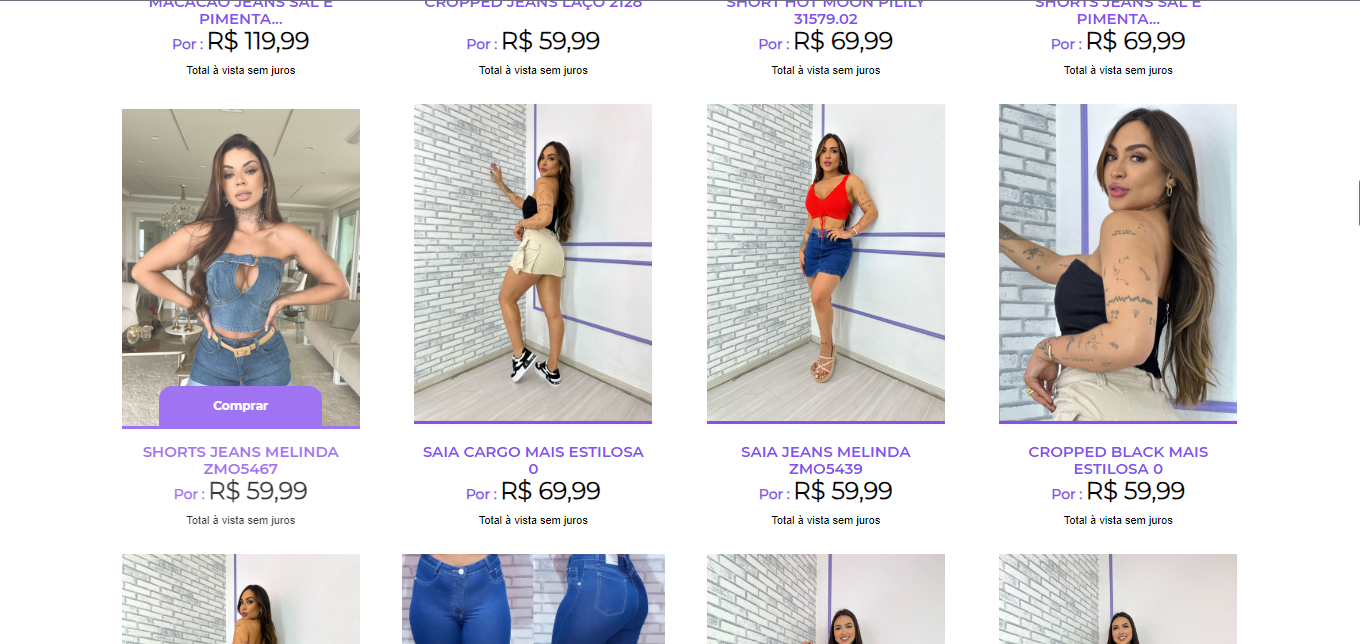 MACACÃO JEANS SAL E
PIMENTA...
Por : R$ 119,99
Total à vista sem juros
CROPPED JEANS LAÇO 2128
Por : R$ 59,99
Total à vista sem juros
SHORT HOT MOON PILILY
31579.02
Por : R$ 69,99
Total à vista sem juros
SHORTS JEANS SAL E
PIMENTA...
Por : R$ 69,99
Total à vista sem juros
Comprar
SHORTS JEANS MELINDA
ZMO5467
Por : R$ 59,99
Total à vista sem juros
SAIA CARGO MAIS ESTILOSA
0
Por : R$ 69,99
Total à vista sem juros
SAIA JEANS MELINDA
ZMO5439
Por : R$ 59,99
Total à vista sem juros
CROPPED BLACK MAIS
ESTILOSA 0
Por : R$ 59,99
Total à vista sem juros